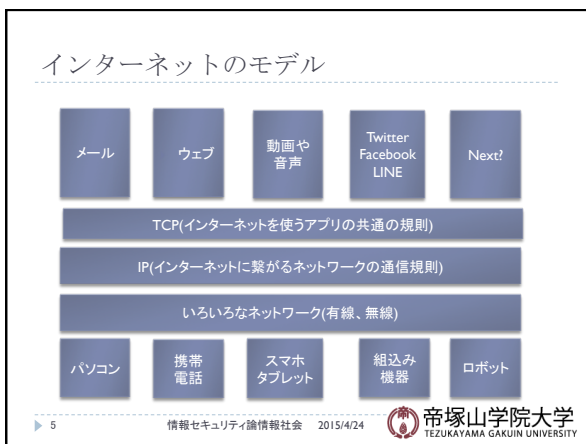 インターネットのモデル
メール
ウェブ
動画や
音声
Twitter
Facebook
LINE
Next?
TCP(インターネットを使うアプリの共通の規則)
IP(インターネットに繋がるネットワークの通信規則)
いろいろなネットワーク(有線、無線)
パソコン
携帯
電話
スマホ
タブレット
組込み
機器
ロボット
5
情報セキュリティ論情報社会 2015/4/24
帝塚山学院大学
TEZUKAYAMA GAKUIN UNIVERSITY